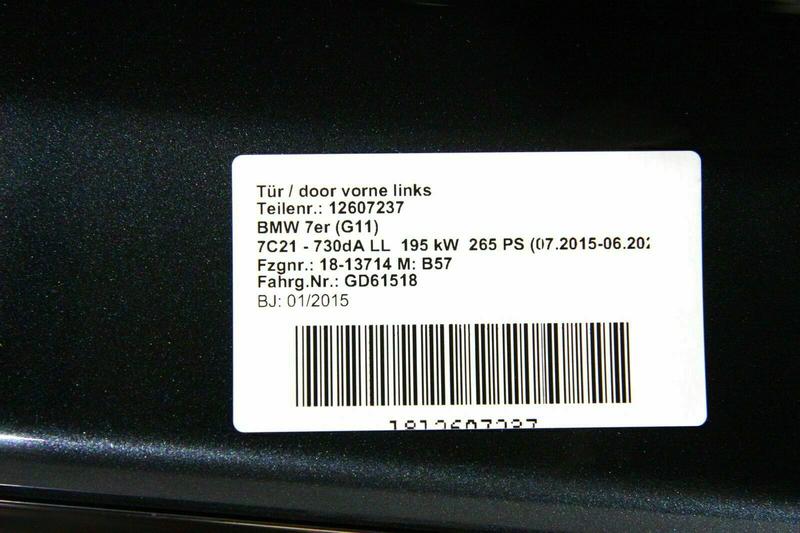 Tür / door vorne links
Teilenr.: 12607237
BMW 7er (G11)
7C21 - 730dA LL 195 kW 265 PS (07.2015-06.202
Fzgnr.: 18-13714 M: B57
Fahrg.Nr.: GD61518
BJ: 01/2015
1812607237